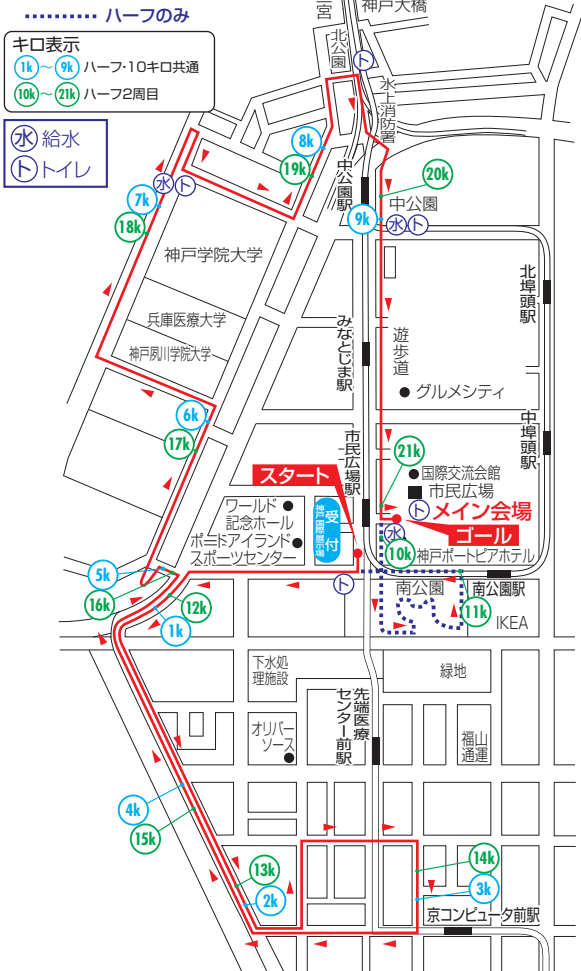 ハーフのみ
キロ表示
1k～9k ハーフ・10キロ共通
10k～21k ハーフ2周目
水 給水
ト トイレ
三宮
神戸大橋
北公園
ト
水上消防署
8k
19k
中公園駅
20k
中公園
9k
水 ト
水 ト
7k
18k
神戸学院大学
兵庫医療大学
神戸夙川学院大学
みなとじま駅
遊歩道
北埠頭駅
グルメシティ
中埠頭駅
6k
17k
市民広場駅
21k
スタート
国際交流会館
市民広場
ト メイン会場
ゴール
水
10k
神戸ポートピアホテル
ワールド
記念ホール
ポートアイランド
スポーツセンター
神戸国際展示場
受付
5k
16k
12k
1k
ト
南公園
南公園駅
11k
IKEA
下水処
理施設
緑地
先端医療
センター前駅
オリバー
ソース
福山
通運
4k
15k
13k
2k
14k
3k
京コンピュータ前駅